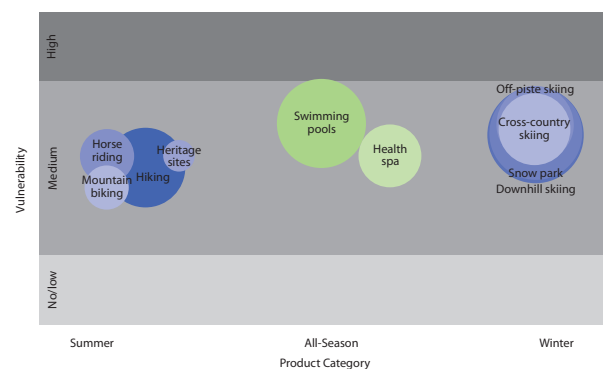 High
Off-piste skiing
Swimming
pools
Cross-country
skiing
Horse
riding
Heritage
sites
Health
spa
Mountain
biking
Hiking
Snow park
Downhill skiing
Vulnerability
Medium
No/low
Summer
All-Season
Winter
Product Category